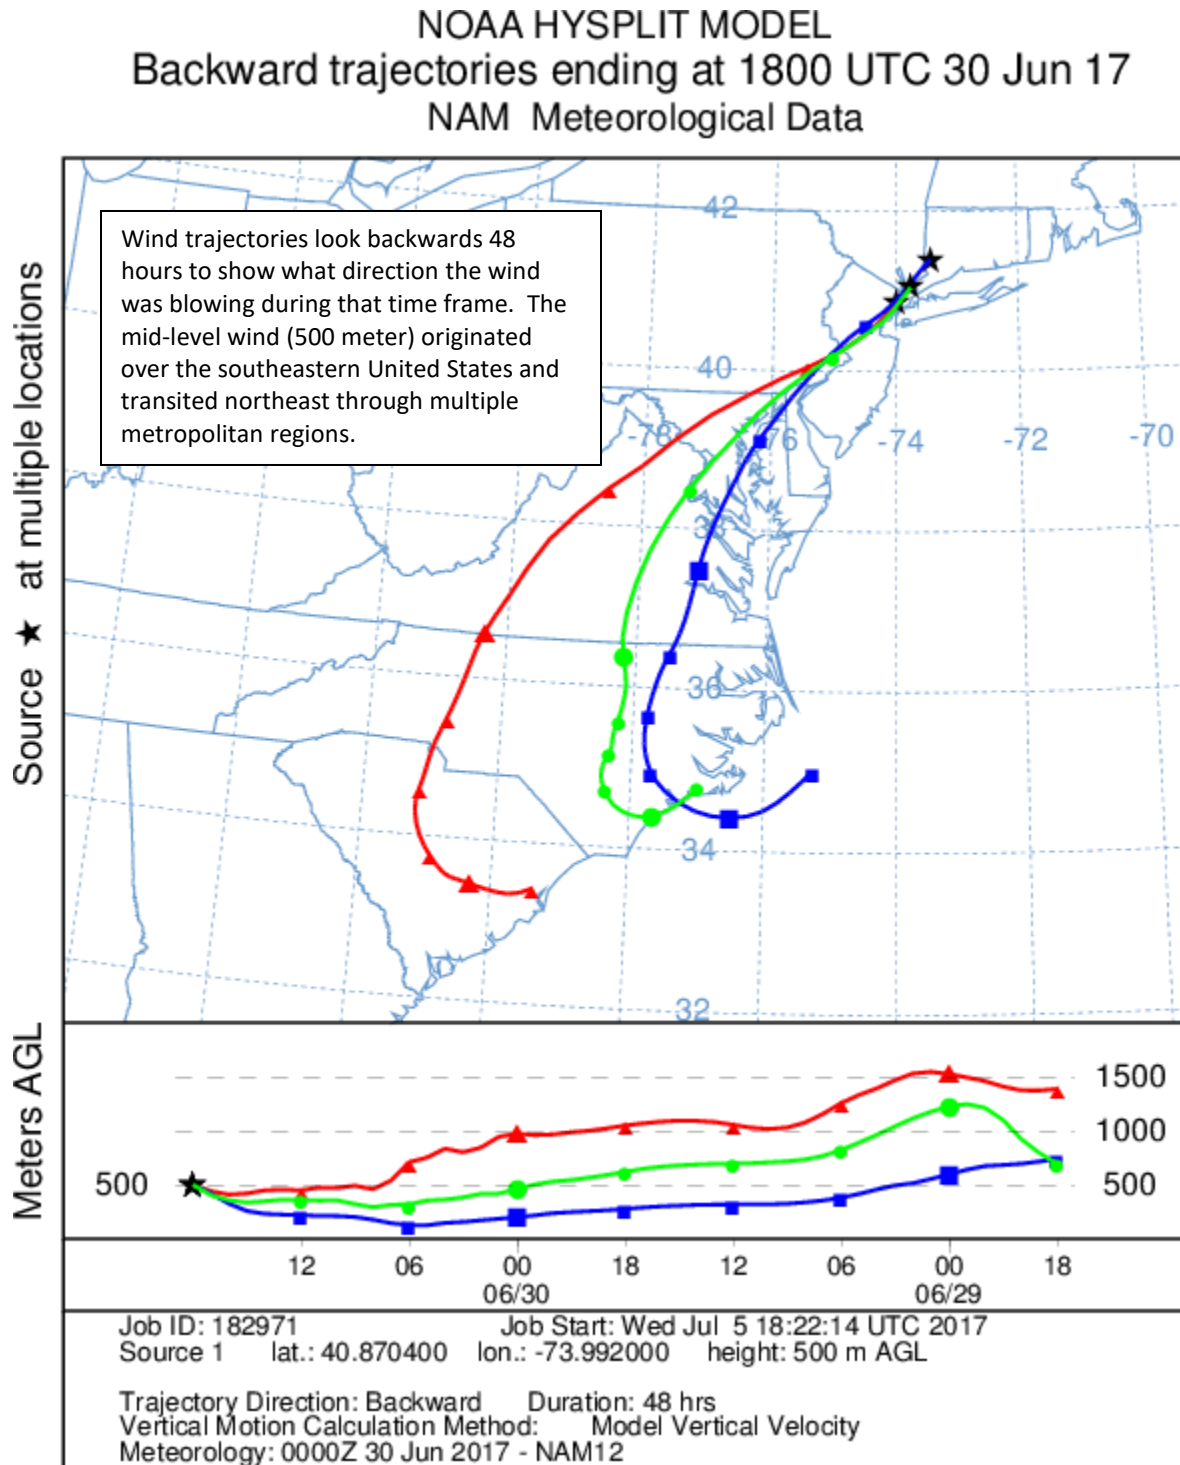 NOAA HYSPLIT MODEL
Backward trajectories ending at 1800 UTC 30 Jun 17
NAM Meteorological Data
Source ★ at multiple locations
Wind trajectories look backwards 48
hours to show what direction the wind
was blowing during that time frame. The
mid-level wind (500 meter) originated
over the southeastern United States and
transited northeast through multiple
metropolitan regions.
42
40
-78 -76 -74 -72 -70
36
34
32
Meters AGL
1500
1000
500 500
12 06 00 18 12 06 00 18
06/30 06/29
Job ID: 182971 Job Start: Wed Jul 5 18:22:14 UTC 2017
Source 1 lat.: 40.870400 lon.: -73.992000 height: 500 m AGL
Trajectory Direction: Backward Duration: 48 hrs
Vertical Motion Calculation Method: Model Vertical Velocity
Meteorology: 0000Z 30 Jun 2017 - NAM12